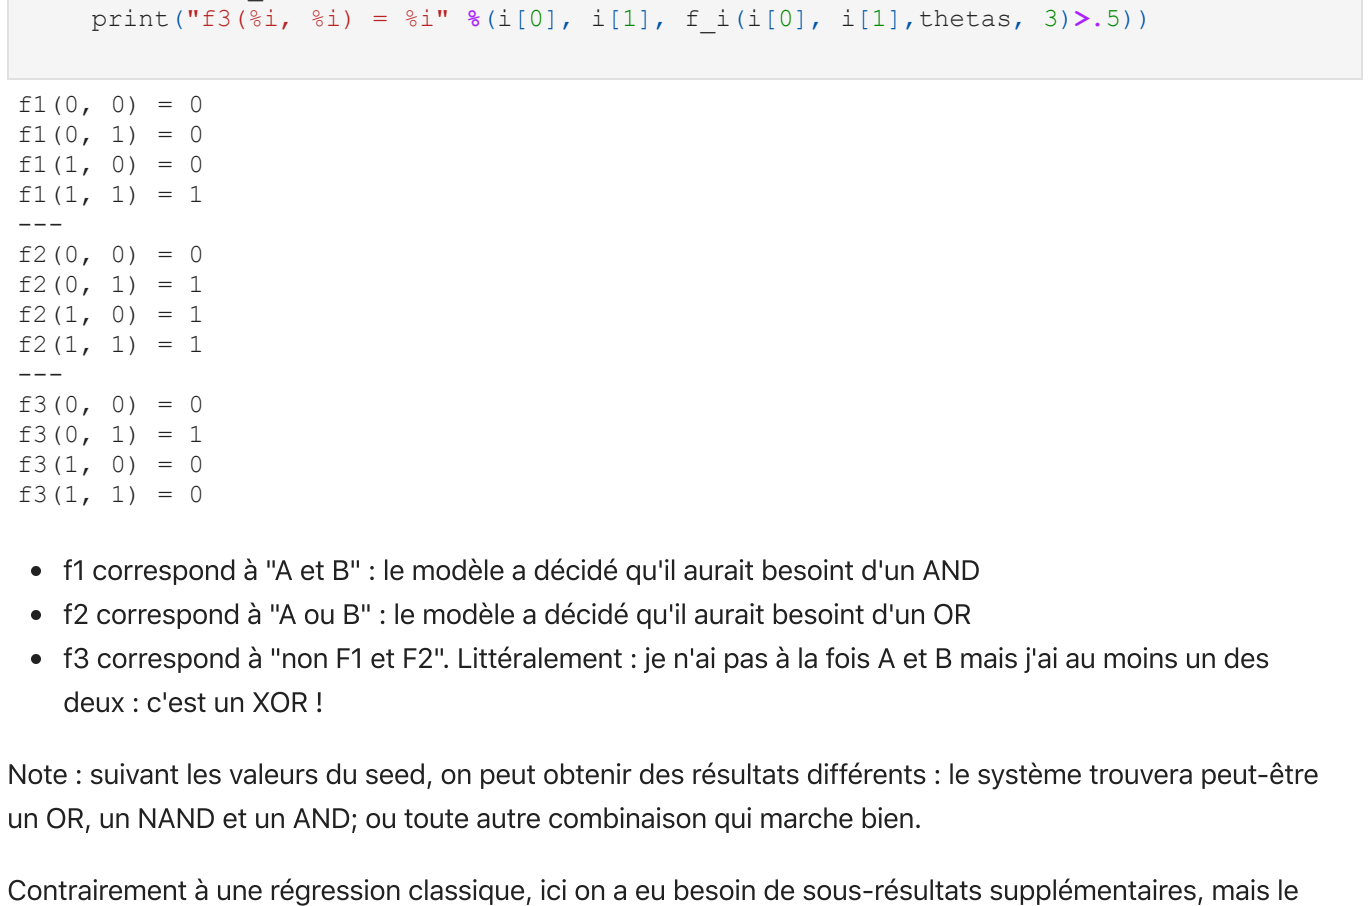 print("f3(%i, %i) = %i" %(i[0], i[1], f_i(i[0], i[1],thetas, 3)>.5))
f1(0, 0) = 0
f1(0, 1) = 0
f1(1, 0) = 0
f1(1, 1) = 1
---
f2(0, 0) = 0
f2(0, 1) = 1
f2(1, 0) = 1
f2(1, 1) = 1
---
f3(0, 0) = 0
f3(0, 1) = 1
f3(1, 0) = 0
f3(1, 1) = 0
• f1 correspond à "A et B" : le modèle a décidé qu'il aurait besoint d'un AND
• f2 correspond à "A ou B" : le modèle a décidé qu'il aurait besoint d'un OR
• f3 correspond à "non F1 et F2". Littéralement : je n'ai pas à la fois A et B mais j'ai au moins un des
deux : c'est un XOR !
Note : suivant les valeurs du seed, on peut obtenir des résultats différents : le système trouvera peut-être
un OR, un NAND et un AND; ou toute autre combinaison qui marche bien.
Contrairement à une régression classique, ici on a eu besoin de sous-résultats supplémentaires, mais le